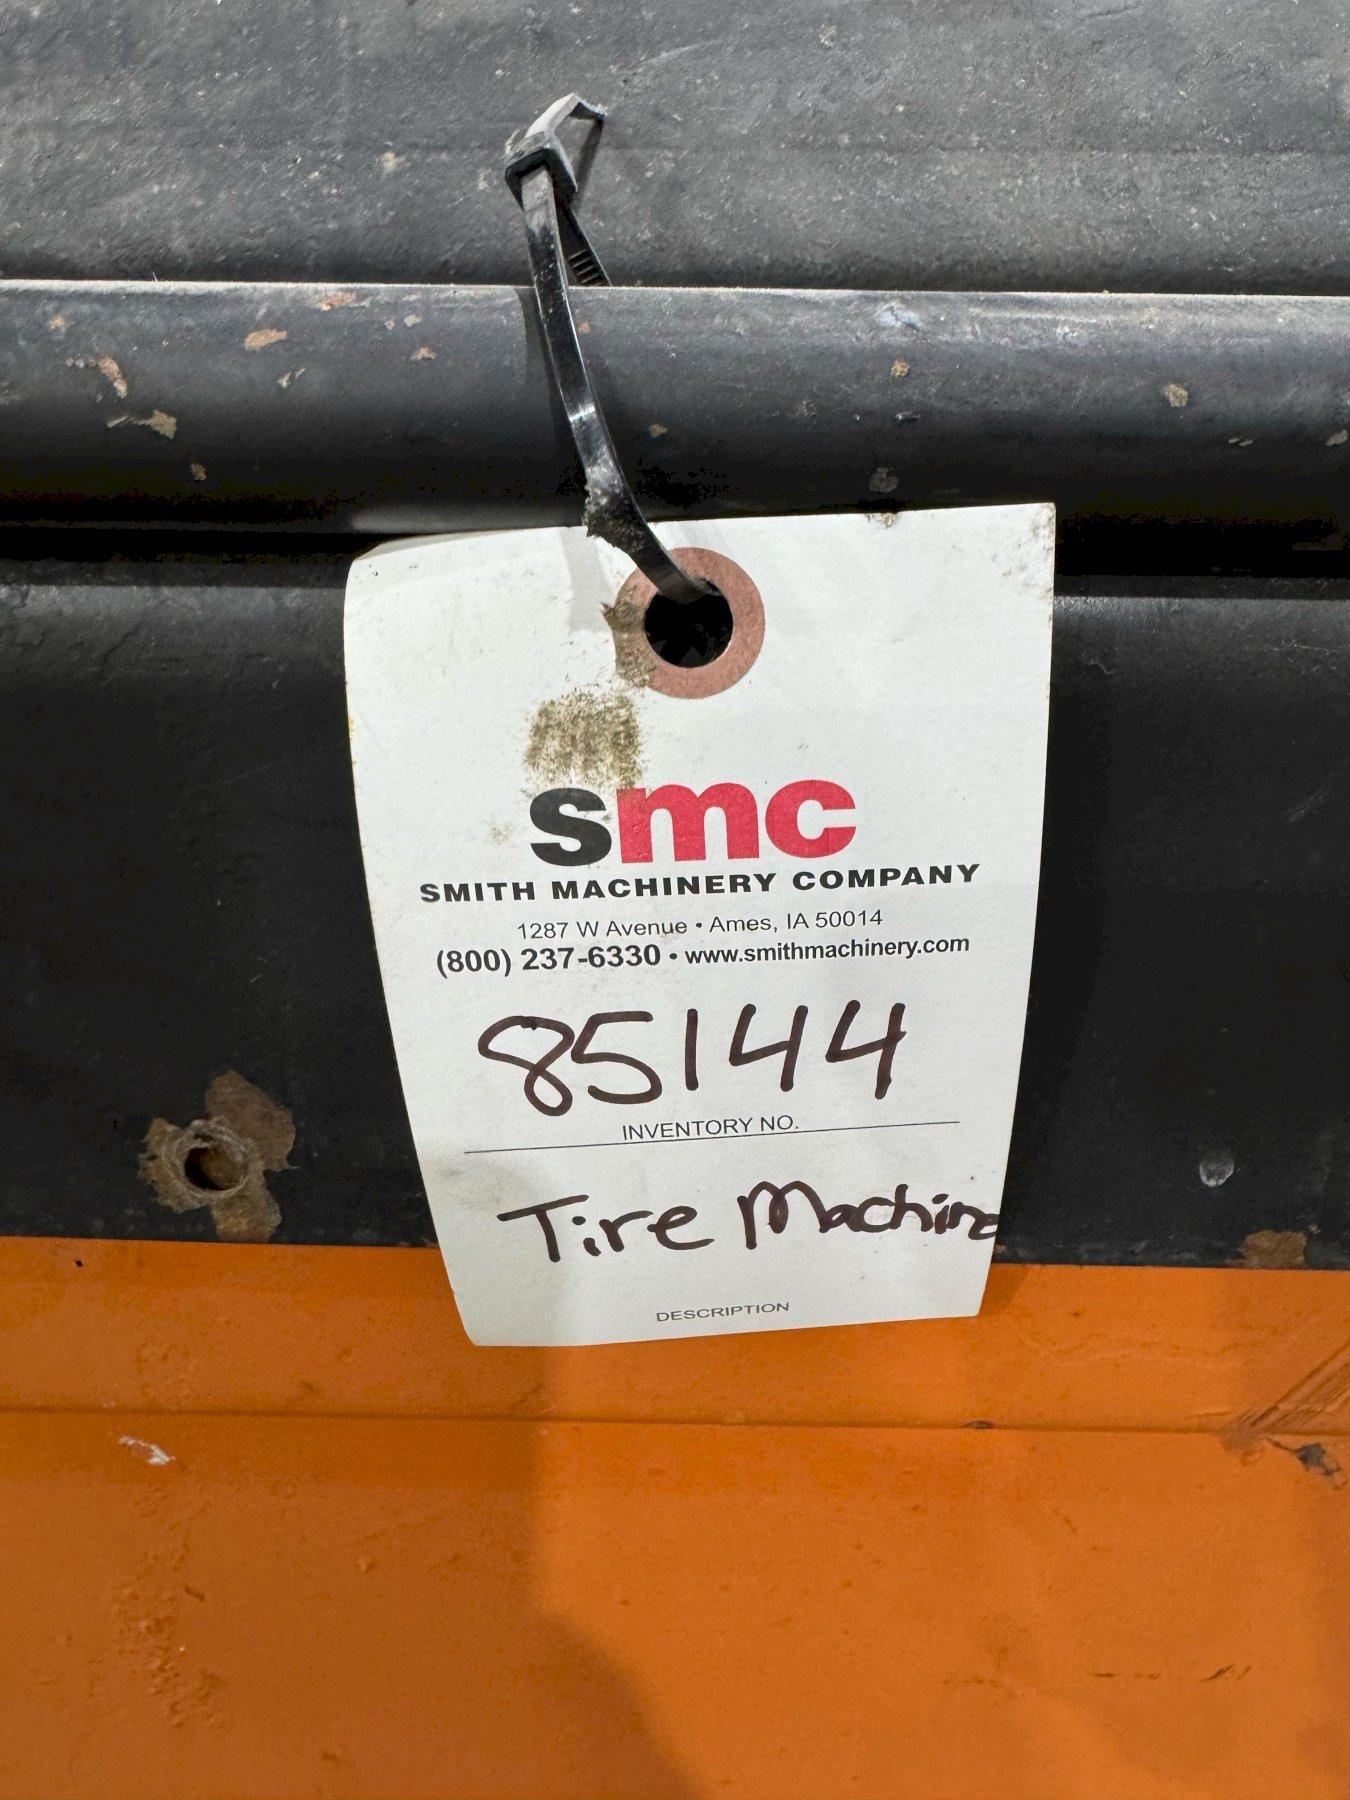 smc
SMITH MACHINERY COMPANY
1287 W Avenue • Ames, IA 50014
(800) 237-6330 • www.smithmachinery.com
85144
INVENTORY NO.
Tire Machine
DESCRIPTION